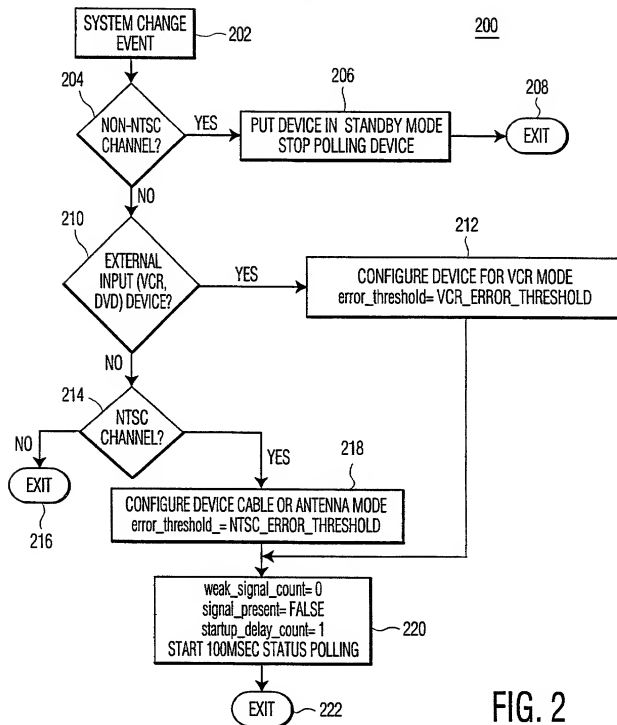 200
SYSTEM CHANGE
EVENT
202
204
NON-NTSC
CHANNEL?
YES
206
PUT DEVICE IN STANDBY MODE
STOP POLLING DEVICE
208
EXIT
NO
210
EXTERNAL
INPUT (VCR,
DVD) DEVICE?
YES
212
CONFIGURE DEVICE FOR VCR MODE
error_threshold= VCR_ERROR_THRESHOLD
NO
214
NTSC
CHANNEL?
NO
EXIT
216
YES
218
CONFIGURE DEVICE CABLE OR ANTENNA MODE
error_threshold_= NTSC_ERROR_THRESHOLD
weak_signal_count= 0
signal_present= FALSE
startup_delay_count= 1
START 100MSEC STATUS POLLING
220
EXIT
222
FIG. 2